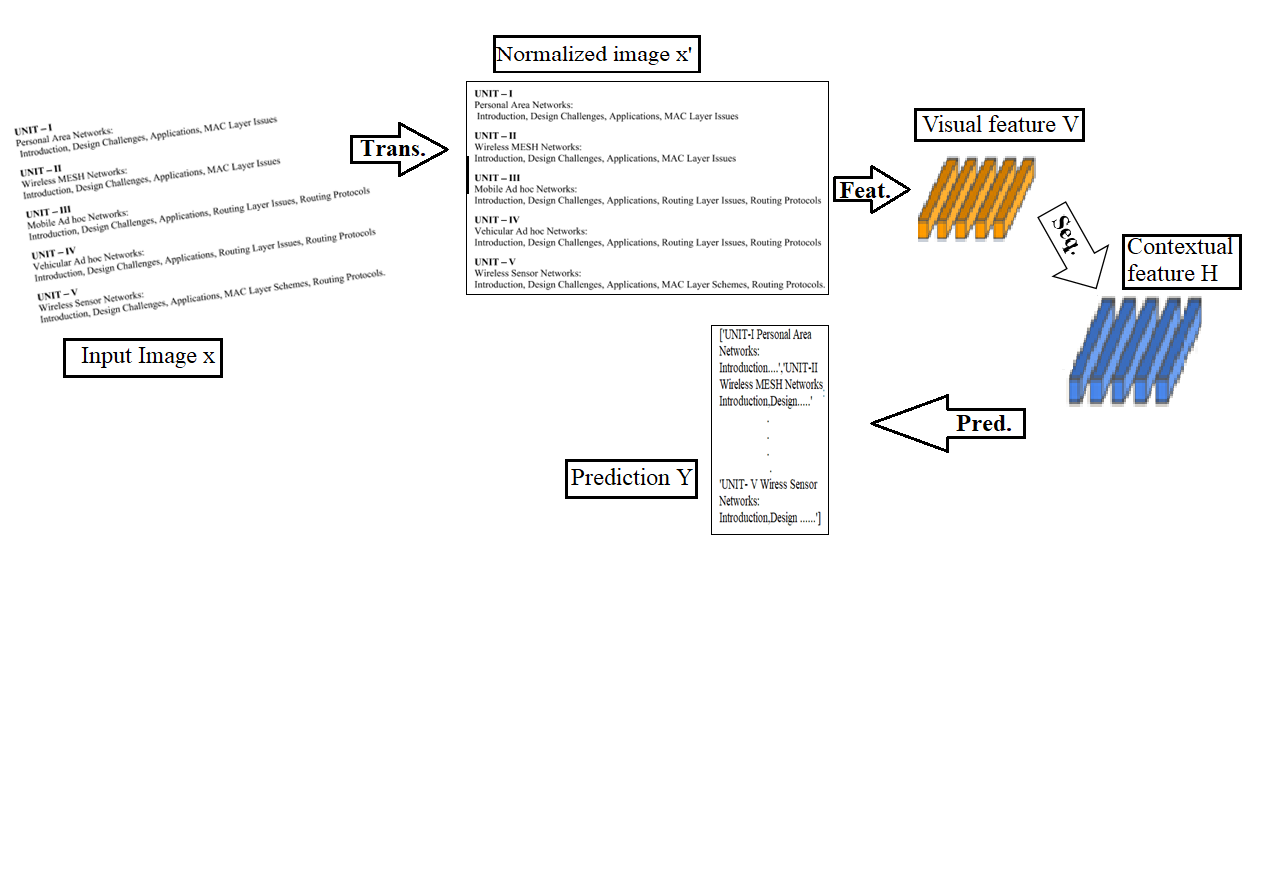 Normalized image x'
UNIT – I
Personal Area Networks:
Introduction, Design Challenges, Applications, MAC Layer Issues
UNIT – II
Wireless MESH Networks:
Introduction, Design Challenges, Applications, MAC Layer Issues
UNIT – III
Mobile Ad hoc Networks:
Introduction, Design Challenges, Applications, Routing Layer Issues, Routing Protocols
UNIT – IV
Vehicular Ad hoc Networks:
Introduction, Design Challenges, Applications, Routing Layer Issues, Routing Protocols
UNIT – V
Wireless Sensor Networks:
Introduction, Design Challenges, Applications, MAC Layer Schemes, Routing Protocols.
Input Image x
Trans.
UNIT – I
Personal Area Networks:
Introduction, Design Challenges, Applications, MAC Layer Issues
UNIT – II
Wireless MESH Networks:
Introduction, Design Challenges, Applications, MAC Layer Issues
UNIT – III
Mobile Ad hoc Networks:
Introduction, Design Challenges, Applications, Routing Layer Issues, Routing Protocols
UNIT – IV
Vehicular Ad hoc Networks:
Introduction, Design Challenges, Applications, Routing Layer Issues, Routing Protocols
UNIT – V
Wireless Sensor Networks:
Introduction, Design Challenges, Applications, MAC Layer Schemes, Routing Protocols.
Feat.
Visual feature V
Seq.
Contextual
feature H
Pred.
['UNIT-I Personal Area
Networks:
Introduction....','UNIT-II
Wireless MESH Networks
Introduction,Design.....'
.
.
.
.
'UNIT- V Wiress Sensor
Networks:
Introduction,Design ......']
Prediction Y